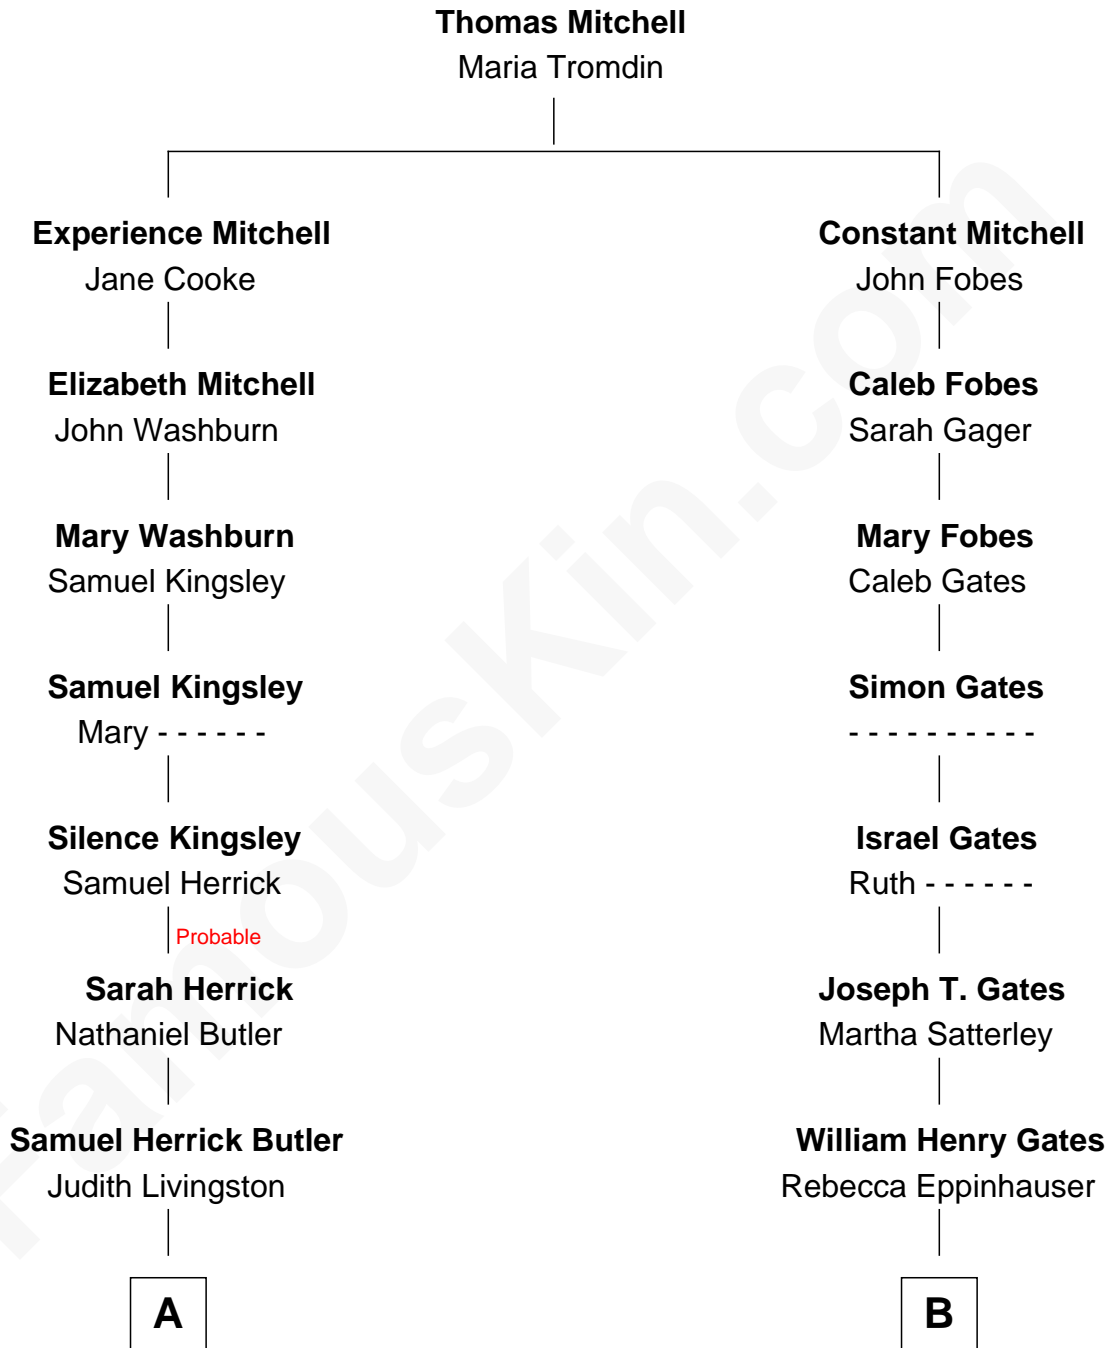 Thomas Mitchell
Maria Tromdin
Experience Mitchell
Jane Cooke
Constant Mitchell
John Fobes
Elizabeth Mitchell
John Washburn
Caleb Fobes
Sarah Gager
Mary Washburn
Samuel Kingsley
Mary Fobes
Caleb Gates
Samuel Kingsley
Mary - - - - - -
Simon Gates
- - - - - - - - - -
Silence Kingsley
Samuel Herrick
Israel Gates
Ruth - - - - - -
Probable
Sarah Herrick
Nathaniel Butler
Joseph T. Gates
Martha Satterley
Samuel Herrick Butler
Judith Livingston
William Henry Gates
Rebecca Eppinhauser
A
B
FamousKin.com